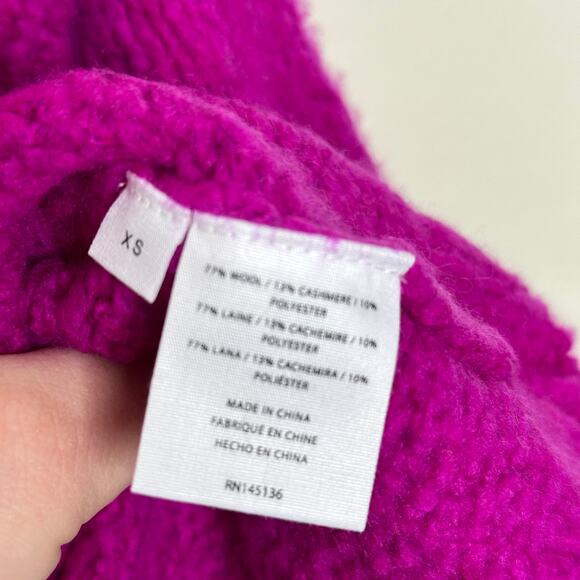 XS
77% WOOL / 13% CASHMERE / 10%
POLYESTER
77% LAINE / 13% CACHEMIRE / 10%
POLYESTER
77% LANA / 13% CACHEMIRA / 10%
POLIÉSTER
MADE IN CHINA
FABRIQUÉ EN CHINE
HECHO EN CHINA
RN145136